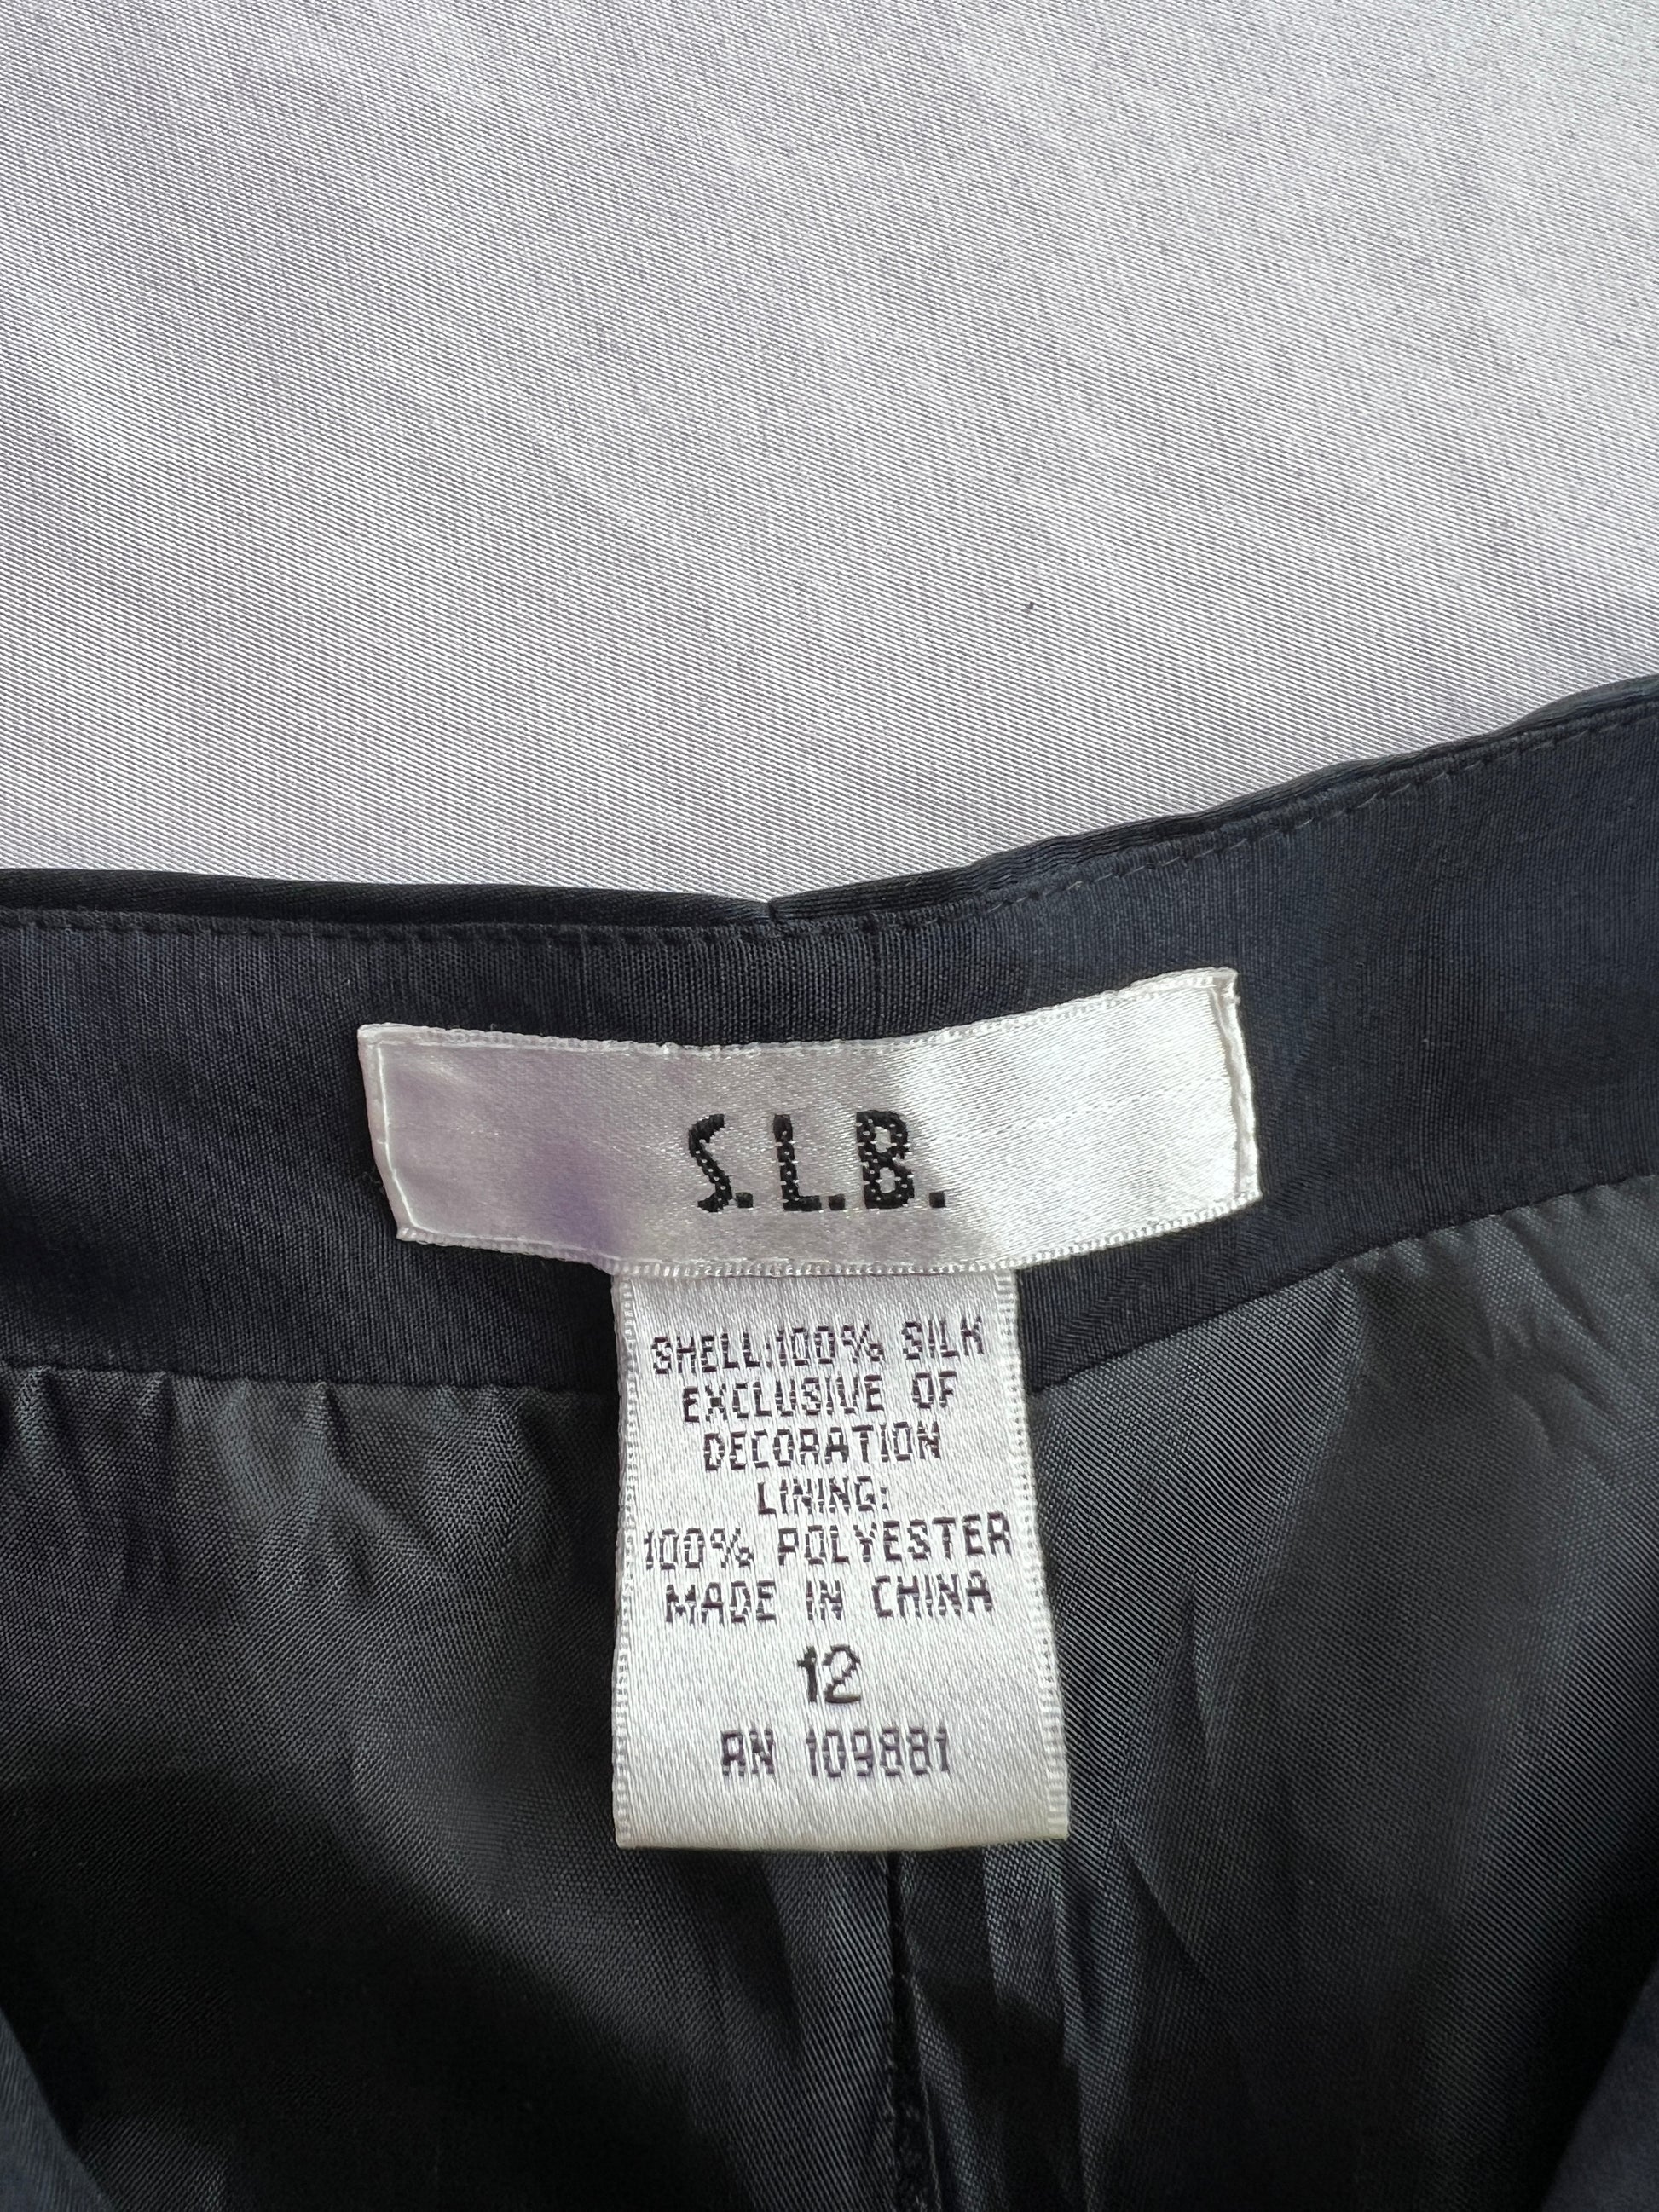 S.L.B.
SHELL:100% SILK
EXCLUSIVE OF
DECORATION
LINING:
100% POLYESTER
MADE IN CHINA
12
RN 109881